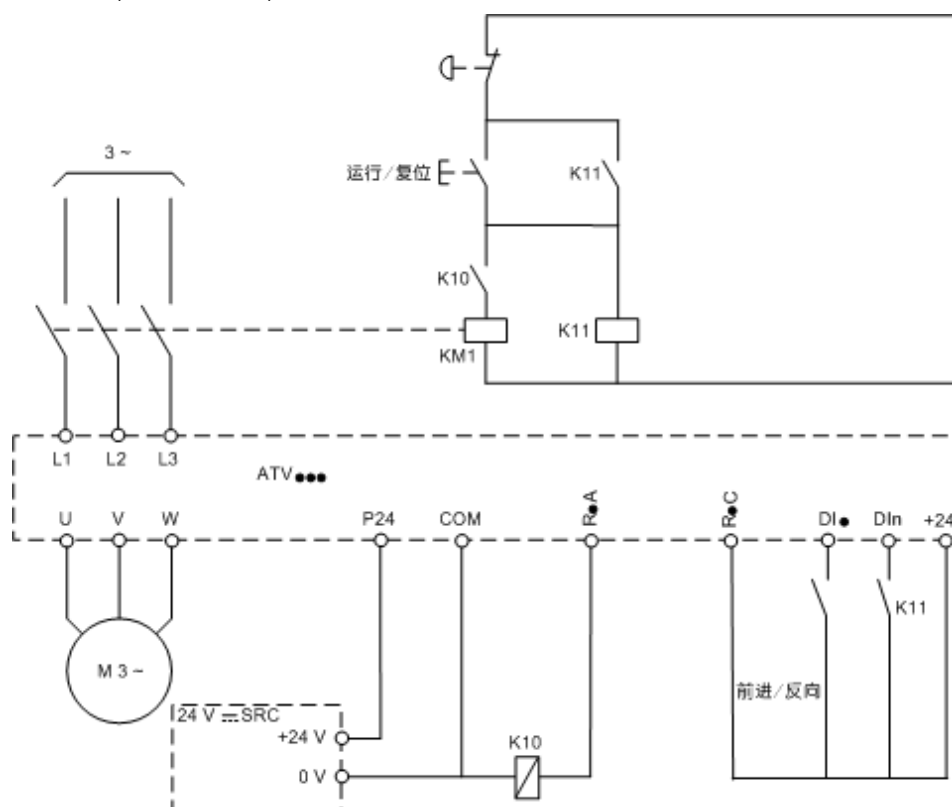 3 ~
运行/复位
K11
K10
KM1
K11
L1 L2 L3
ATV●●●
U V W P24 COM R●A R●C DI● DIn +24
K11
M 3 ~
前进/反向
24 V ⎓ SRC
+24 V
K10
0 V